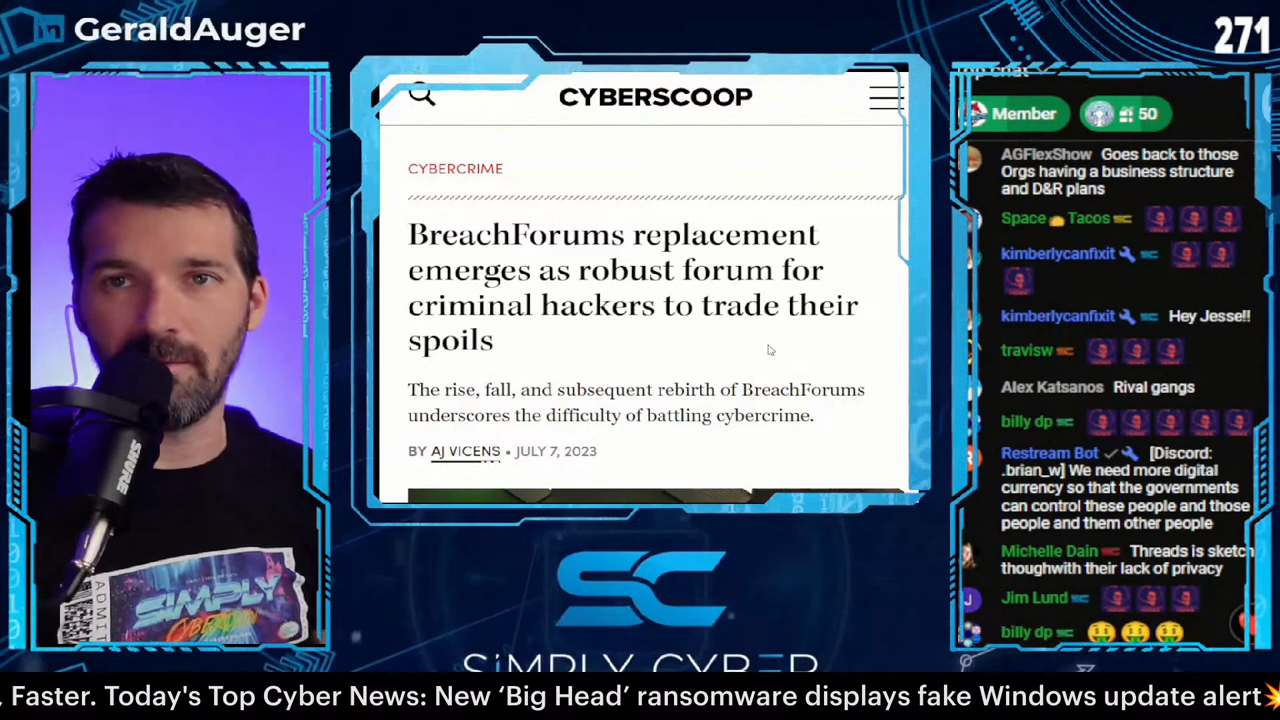 GeraldAuger
271
CYBERSCOOP
CYBERCRIME
BreachForums replacement
emerges as robust forum for
criminal hackers to trade their
spoils
The rise, fall, and subsequent rebirth of BreachForums
underscores the difficulty of battling cybercrime.
BY AJ VICENS • JULY 7, 2023
Member
50
AGFlexShow Goes back to those
Orgs having a business structure
and D&R plans
Space 🌮 Tacos
kimberlycanfixit
kimberlycanfixit Hey Jesse!!
travisw
Alex Katsanos Rival gangs
billy dp
Restream Bot [Discord:
.brian_w] We need more digital
currency so that the governments
can control these people and those
people and them other people
Michelle Dain Threads is sketch
thoughwith their lack of privacy
Jim Lund
billy dp 🤑🤑🤑
SHURE
ADMIT
SIMPLY
CYBERCON
SC
SIMPLY CYBER
, Faster. Today's Top Cyber News: New ‘Big Head’ ransomware displays fake Windows update alert💥